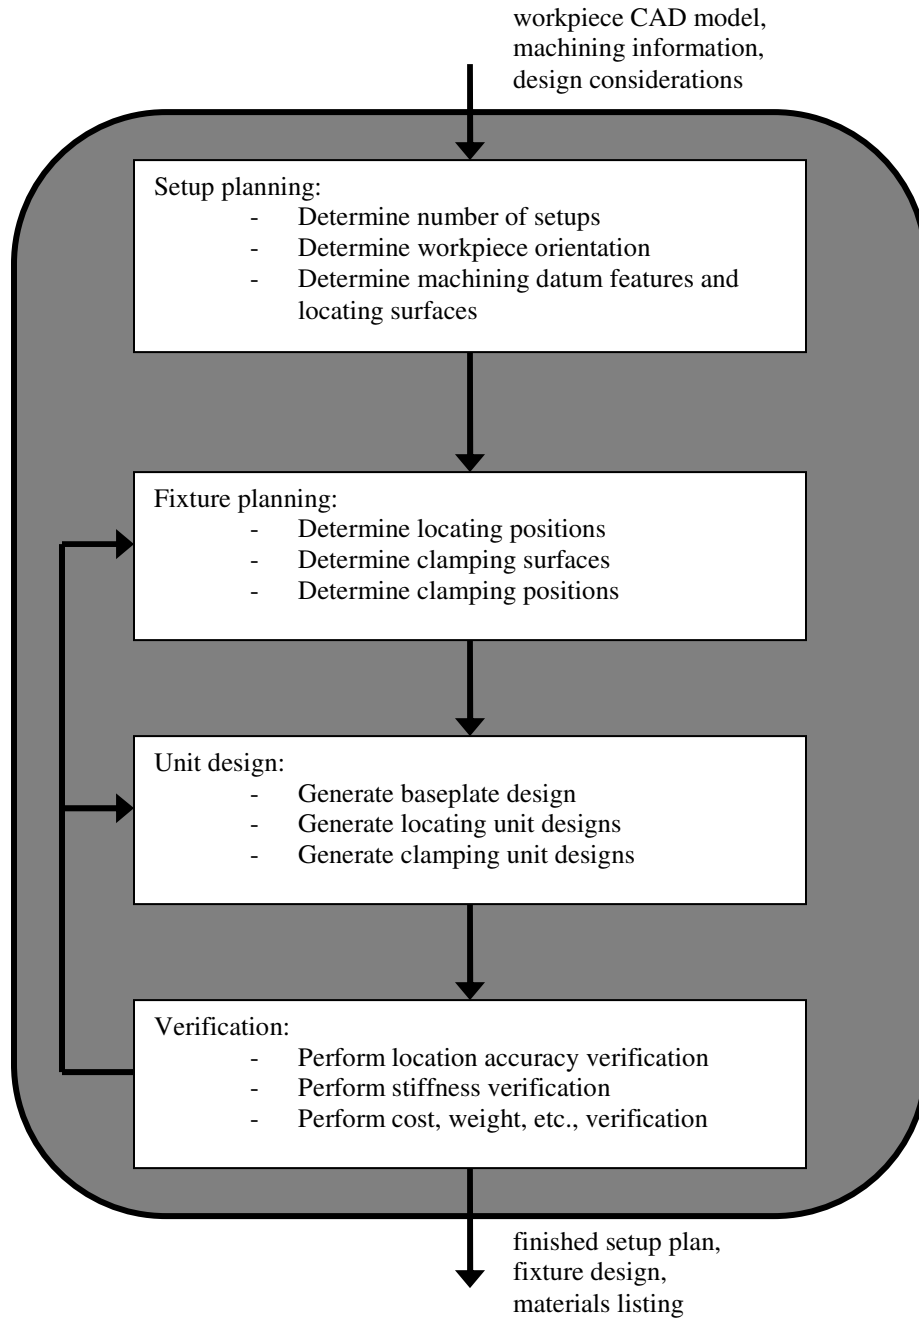 workpiece CAD model,
machining information,
design considerations
Setup planning:
- Determine number of setups
- Determine workpiece orientation
- Determine machining datum features and
locating surfaces
Fixture planning:
- Determine locating positions
- Determine clamping surfaces
- Determine clamping positions
Unit design:
- Generate baseplate design
- Generate locating unit designs
- Generate clamping unit designs
Verification:
- Perform location accuracy verification
- Perform stiffness verification
- Perform cost, weight, etc., verification
finished setup plan,
fixture design,
materials listing